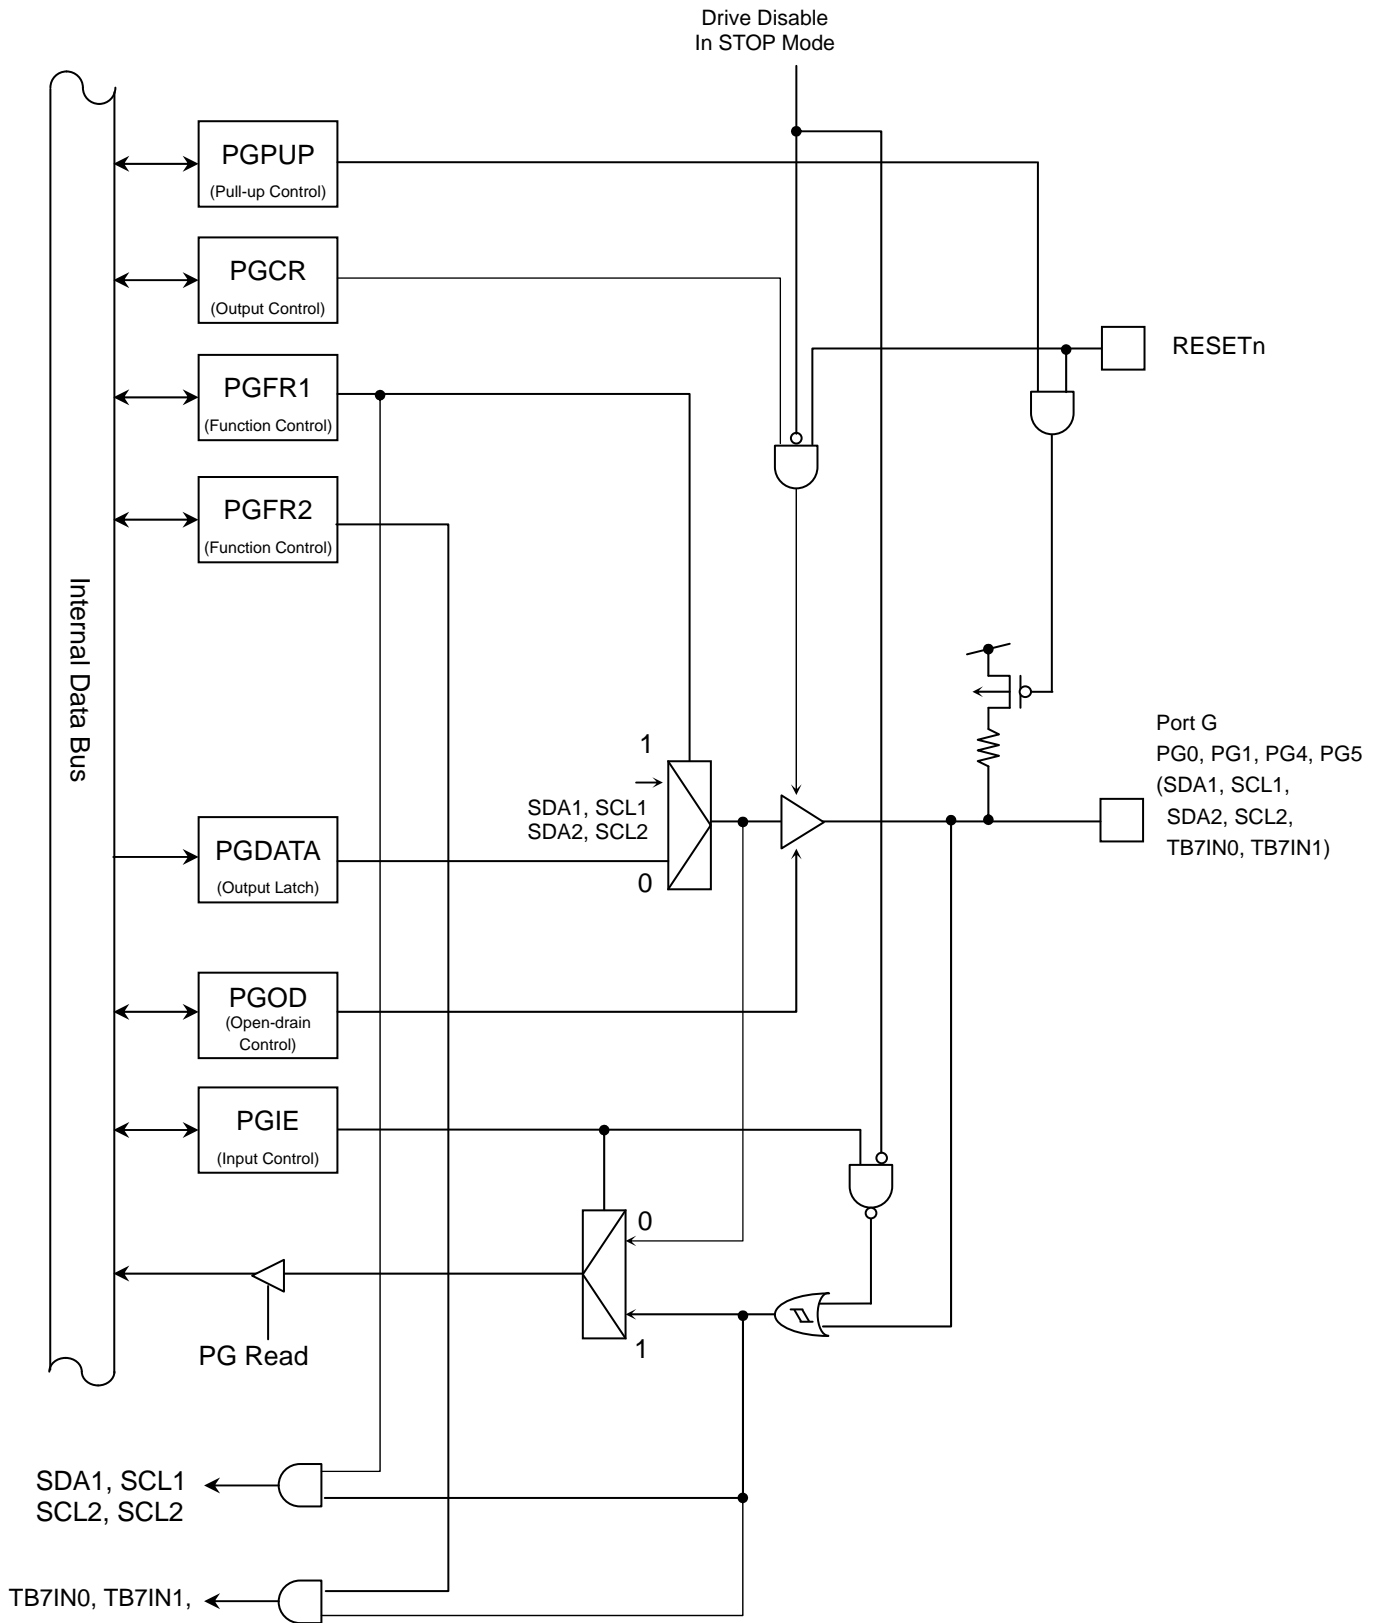 Drive Disable
In STOP Mode
PGPUP
(Pull-up Control)
PGCR
(Output Control)
RESETn
PGFR1
(Function Control)
PGFR2
(Function Control)
Internal Data Bus
Port G
PG0, PG1, PG4, PG5
(SDA1, SCL1,
SDA2, SCL2,
TB7IN0, TB7IN1)
1
SDA1, SCL1
SDA2, SCL2
0
PGDATA
(Output Latch)
PGOD
(Open-drain
Control)
PGIE
(Input Control)
0
1
PG Read
SDA1, SCL1
SCL2, SCL2
TB7IN0, TB7IN1,